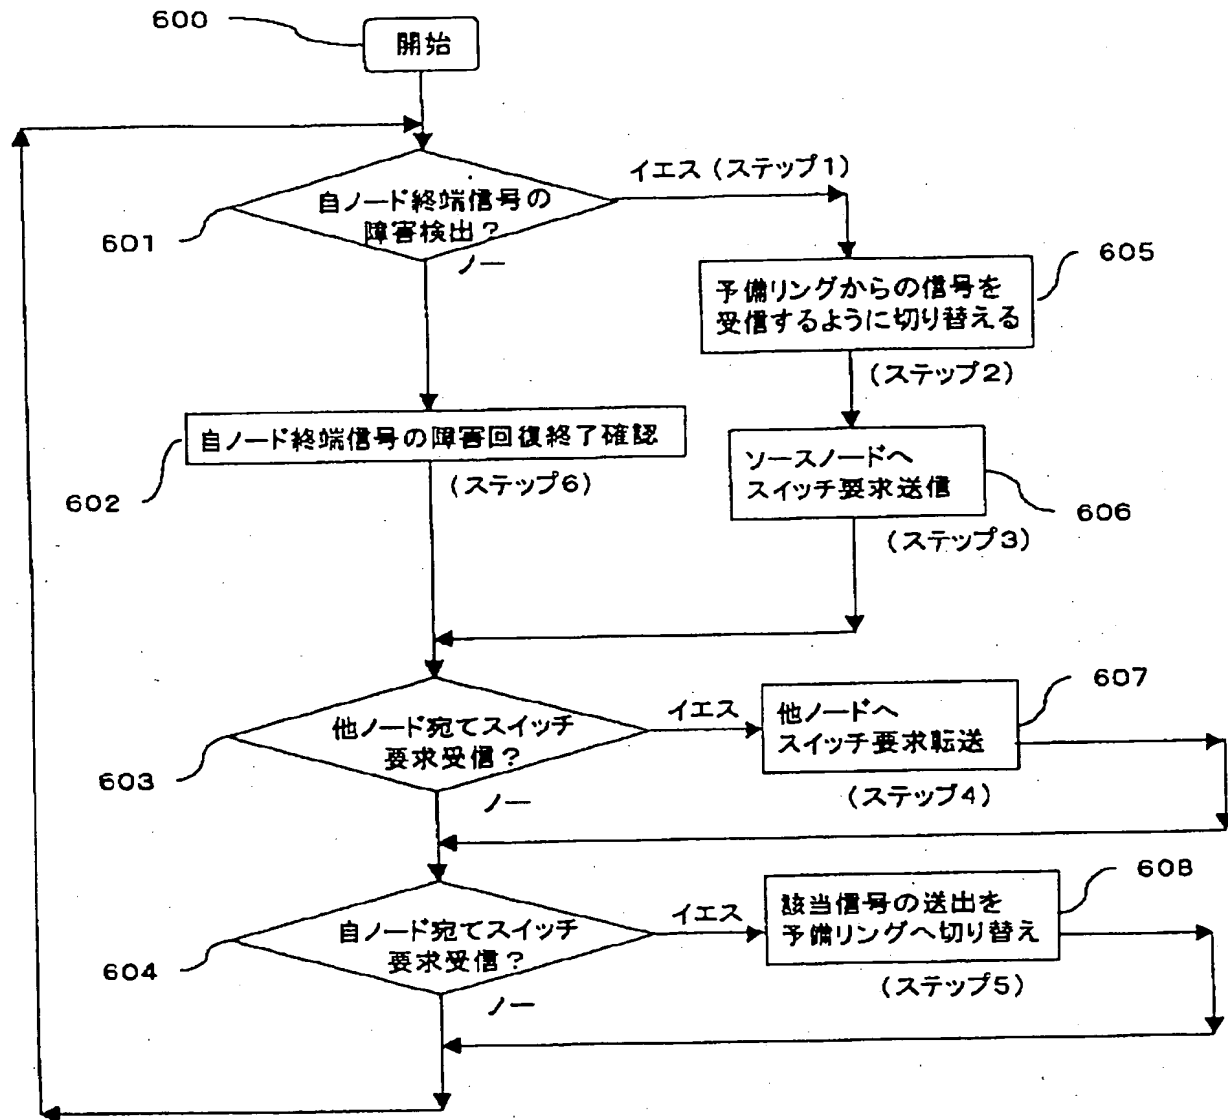 600
開始
イエス (ステップ1)
自ノード終端信号の
障害検出?
601
ノー
605
予備リングからの信号を
受信するように切り替える
(ステップ2)
自ノード終端信号の障害回復終了確認
602
(ステップ6)
ソースノードへ
スイッチ要求送信
606
(ステップ3)
607
イエス
他ノード宛てスイッチ
要求受信?
603
他ノードへ
スイッチ要求転送
ノー
(ステップ4)
608
イエス
自ノード宛てスイッチ
要求受信?
604
該当信号の送出を
予備リングへ切り替え
ノー
(ステップ5)